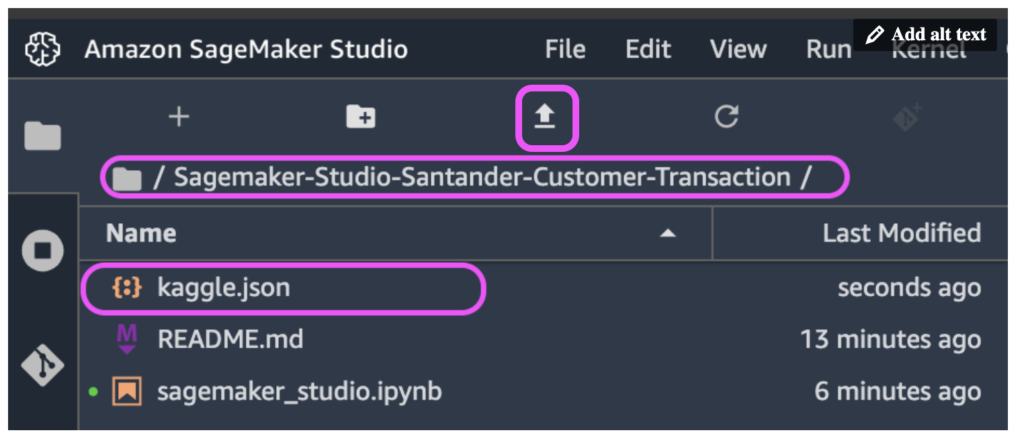 Amazon SageMaker Studio File Edit View Run Kernel
Add alt text
/ Sagemaker-Studio-Santander-Customer-Transaction /
Name Last Modified
{:} kaggle.json seconds ago
M README.md 13 minutes ago
sagemaker_studio.ipynb 6 minutes ago